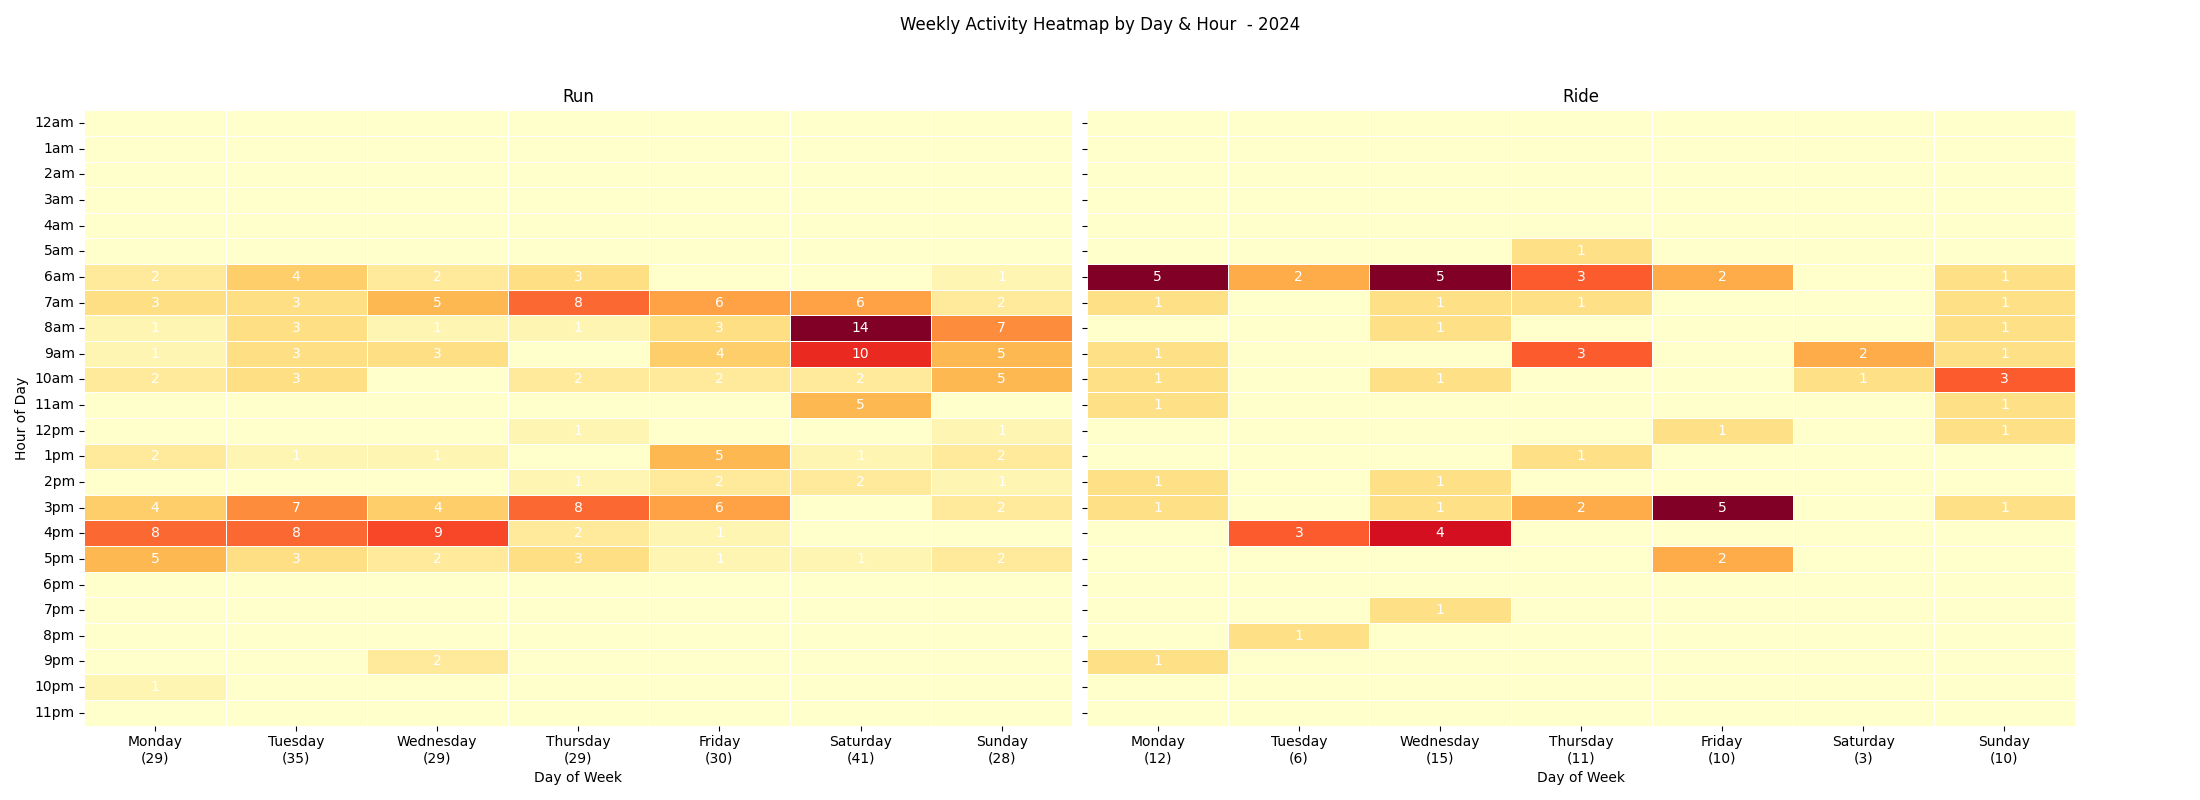 Weekly Activity Heatmap by Day & Hour  - 2024
Run Ride
12am
1am
2am
3am
4am
5am 1
6am 2 4 2 3 1 5 2 5 3 2 1
7am 3 3 5 8 6 6 2 1 1 1 1
8am 1 3 1 1 3 14 7 1 1
9am 1 3 3 4 10 5 1 3 2 1
10am 2 3 2 2 2 5 1 1 1 3
11am 5 1 1
12pm 1 1 1 1
1pm 2 1 1 5 1 2 1
2pm 1 2 2 1 1 1
3pm 4 7 4 8 6 2 1 1 2 5 1
4pm 8 8 9 2 1 3 4
5pm 5 3 2 3 1 1 2 2
6pm
7pm 1
8pm 1
9pm 2 1
10pm 1
11pm
Hour of Day
Monday Tuesday Wednesday Thursday Friday Saturday Sunday Monday Tuesday Wednesday Thursday Friday Saturday Sunday
(29) (35) (29) (29) (30) (41) (28) (12) (6) (15) (11) (10) (3) (10)
Day of Week Day of Week